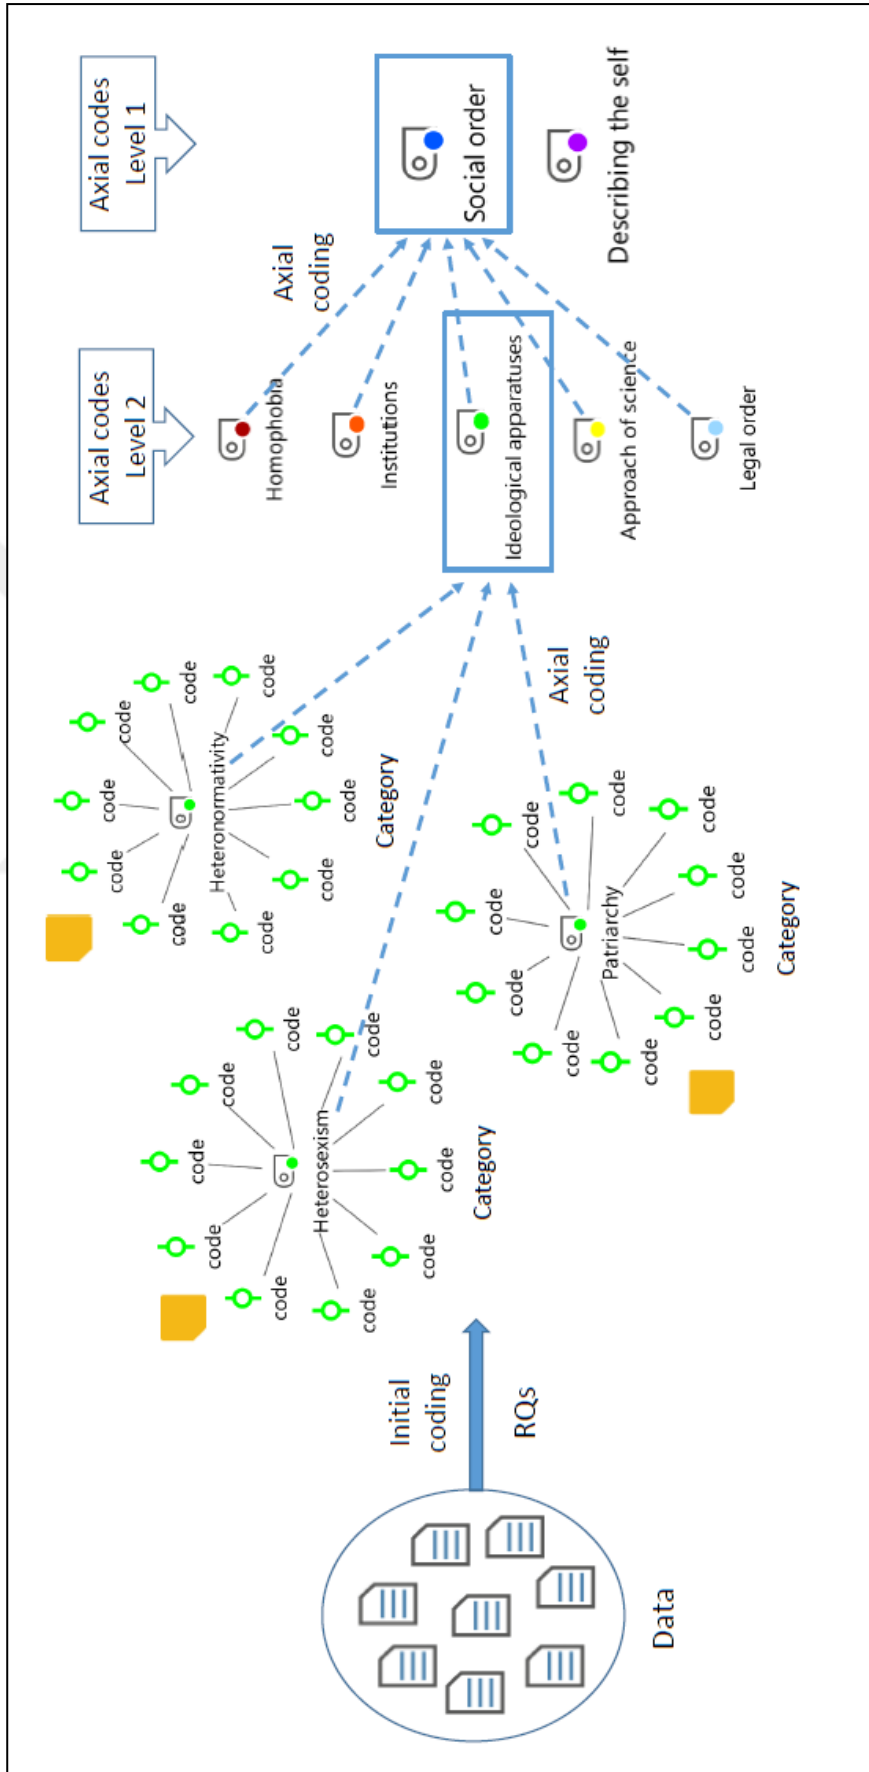 Data
Initial
coding
RQs
code
code
code
code
code
code
code
code
code
code
Heterosexism
Category
code
code
code
code
code
code
code
code
code
code
Heteronormativity
Category
code
code
code
code
code
code
code
code
code
code
Patriarchy
Category
Axial
coding
Axial codes
Level 2
Homophobia
Institutions
Ideological apparatuses
Approach of science
Legal order
Axial
coding
Axial codes
Level 1
Social order
Describing the self